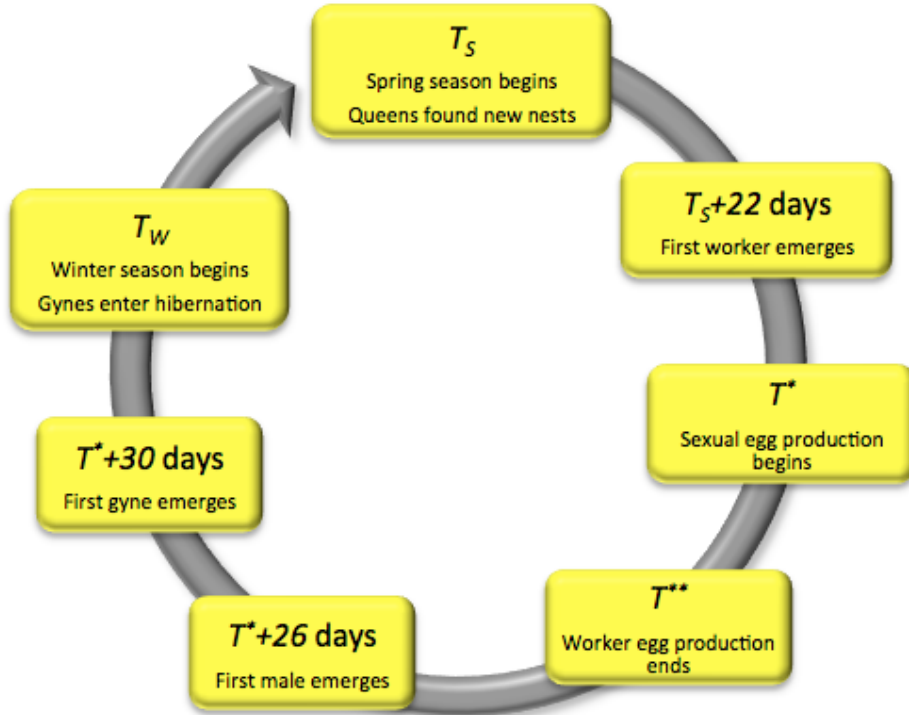 T_S
Spring season begins
Queens found new nests
T_S+22 days
First worker emerges
T*
Sexual egg production
begins
T**
Worker egg production
ends
T*+26 days
First male emerges
T*+30 days
First gyne emerges
T_W
Winter season begins
Gynes enter hibernation